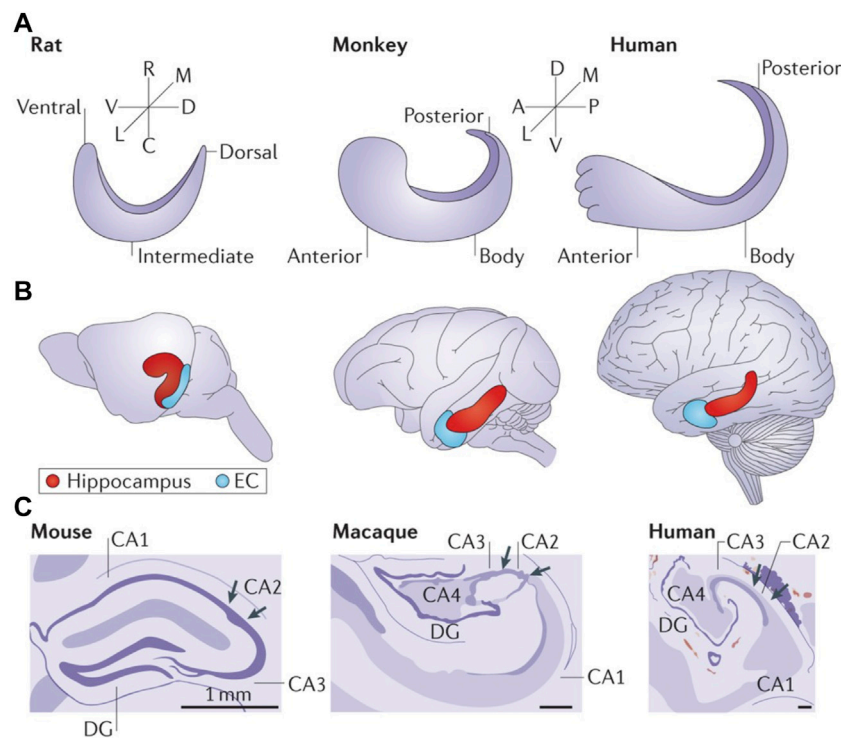 A
Rat
Monkey
Human
R
M
V
D
L
C
Ventral
Dorsal
Intermediate
D
M
A
P
L
V
Posterior
Anterior
Body
Posterior
Anterior
Body
B
Hippocampus
EC
C
Mouse
Macaque
Human
CA1
CA2
CA3
DG
1 mm
CA3
CA2
CA4
DG
CA1
CA3
CA2
CA4
DG
CA1